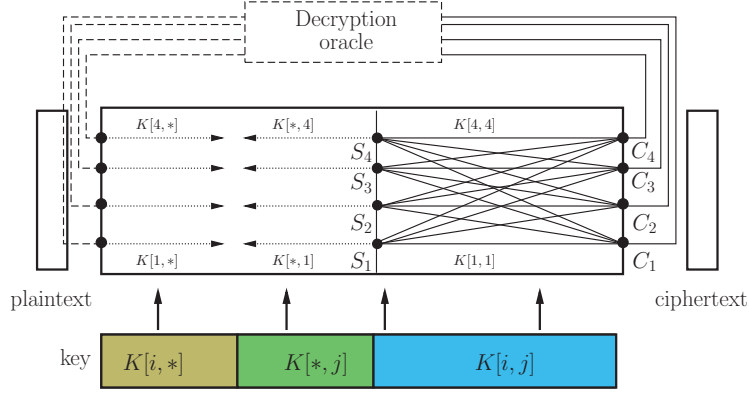 Decryption
oracle
K[4, ∗] K[∗, 4] K[4, 4]
S₄ C₄
S₃ C₃
S₂ C₂
S₁ C₁
K[1, ∗] K[∗, 1] K[1, 1]
plaintext ciphertext
key K[i, ∗] K[∗, j] K[i, j]